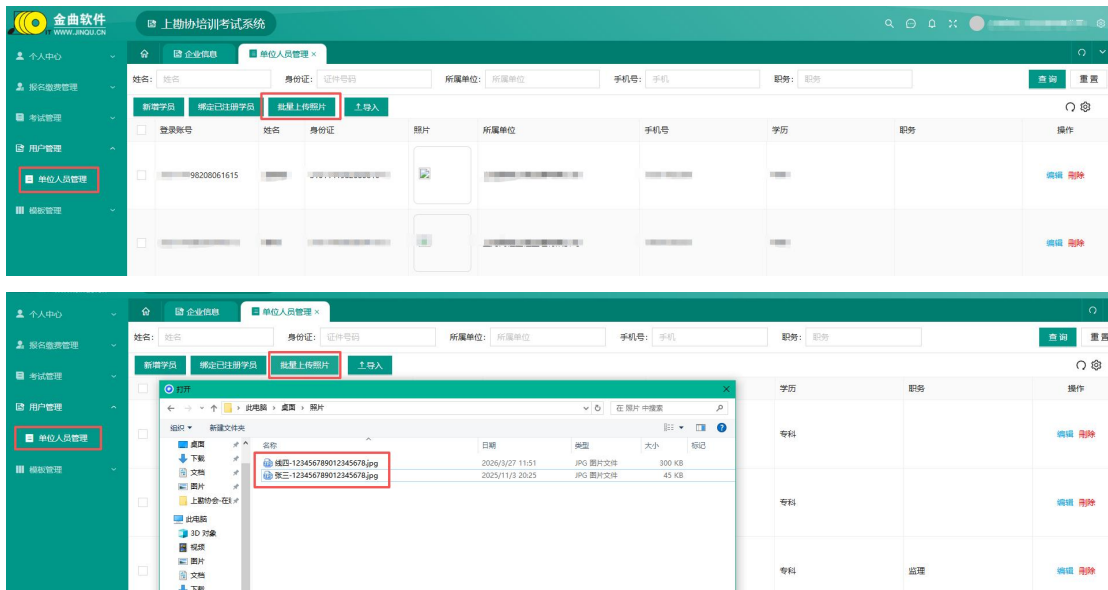 金曲软件
WWW.JINQU.CN
上勘协培训考试系统
个人中心
报名缴费管理
考试管理
用户管理
单位人员管理
模板管理
企业信息 单位人员管理 ×
姓名: 姓名 身份证: 证件号码 所属单位: 所属单位 手机号: 手机 职务: 职务 查询 重置
新增学员 绑定已注册学员 批量上传照片 导入
登录账号 姓名 身份证 照片 所属单位 手机号 学历 职务 操作
98208061615 编辑 删除
编辑 删除
个人中心
报名缴费管理
考试管理
用户管理
单位人员管理
模板管理
企业信息 单位人员管理 ×
姓名: 姓名 身份证: 证件号码 所属单位: 所属单位 手机号: 手机 职务: 职务 查询 重置
新增学员 绑定已注册学员 批量上传照片 导入
学历 职务 操作
专科 编辑 删除
专科 编辑 删除
专科 监理 编辑 删除
打开
此电脑 › 桌面 › 照片 在 照片 中搜索
组织 新建文件夹
名称 日期 类型 大小 标记
线四-123456789012345678.jpg 2026/3/27 11:51 JPG 图片文件 300 KB
张三-123456789012345678.jpg 2025/11/3 20:25 JPG 图片文件 45 KB
桌面
下载
文档
图片
上勘协会-在
此电脑
3D 对象
视频
图片
文档
下载